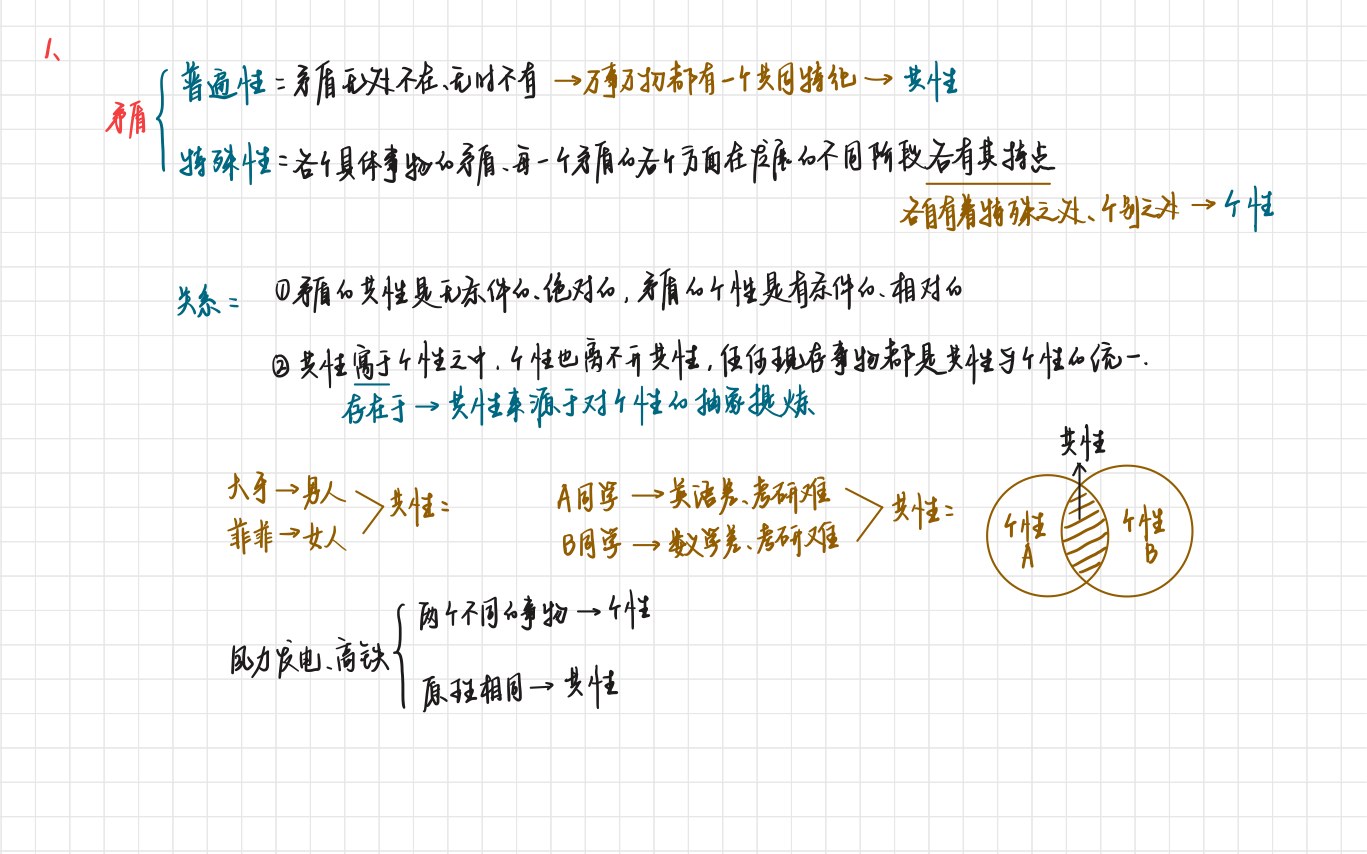 1、
矛盾
普遍性=矛盾无处不在、无时不有→万事万物都有一个共同特征→共性
特殊性=各个具体事物的矛盾、每一个矛盾的各个方面在发展的不同阶段各有其特点
各自有着特殊之处、个别之处→个性
关系=
①矛盾的共性是无条件的、绝对的,矛盾的个性是有条件的、相对的
②共性寓于个性之中,个性也离不开共性,任何现存事物都是共性与个性的统一.
存在于→共性来源于对个性的抽象提炼
大牙→男人
菲菲→女人
共性=
A同学→英语差、考研难
B同学→数学差、考研难
共性=
共性
个性
A
个性
B
风力发电、高铁
两个不同的事物→个性
原理相同→共性